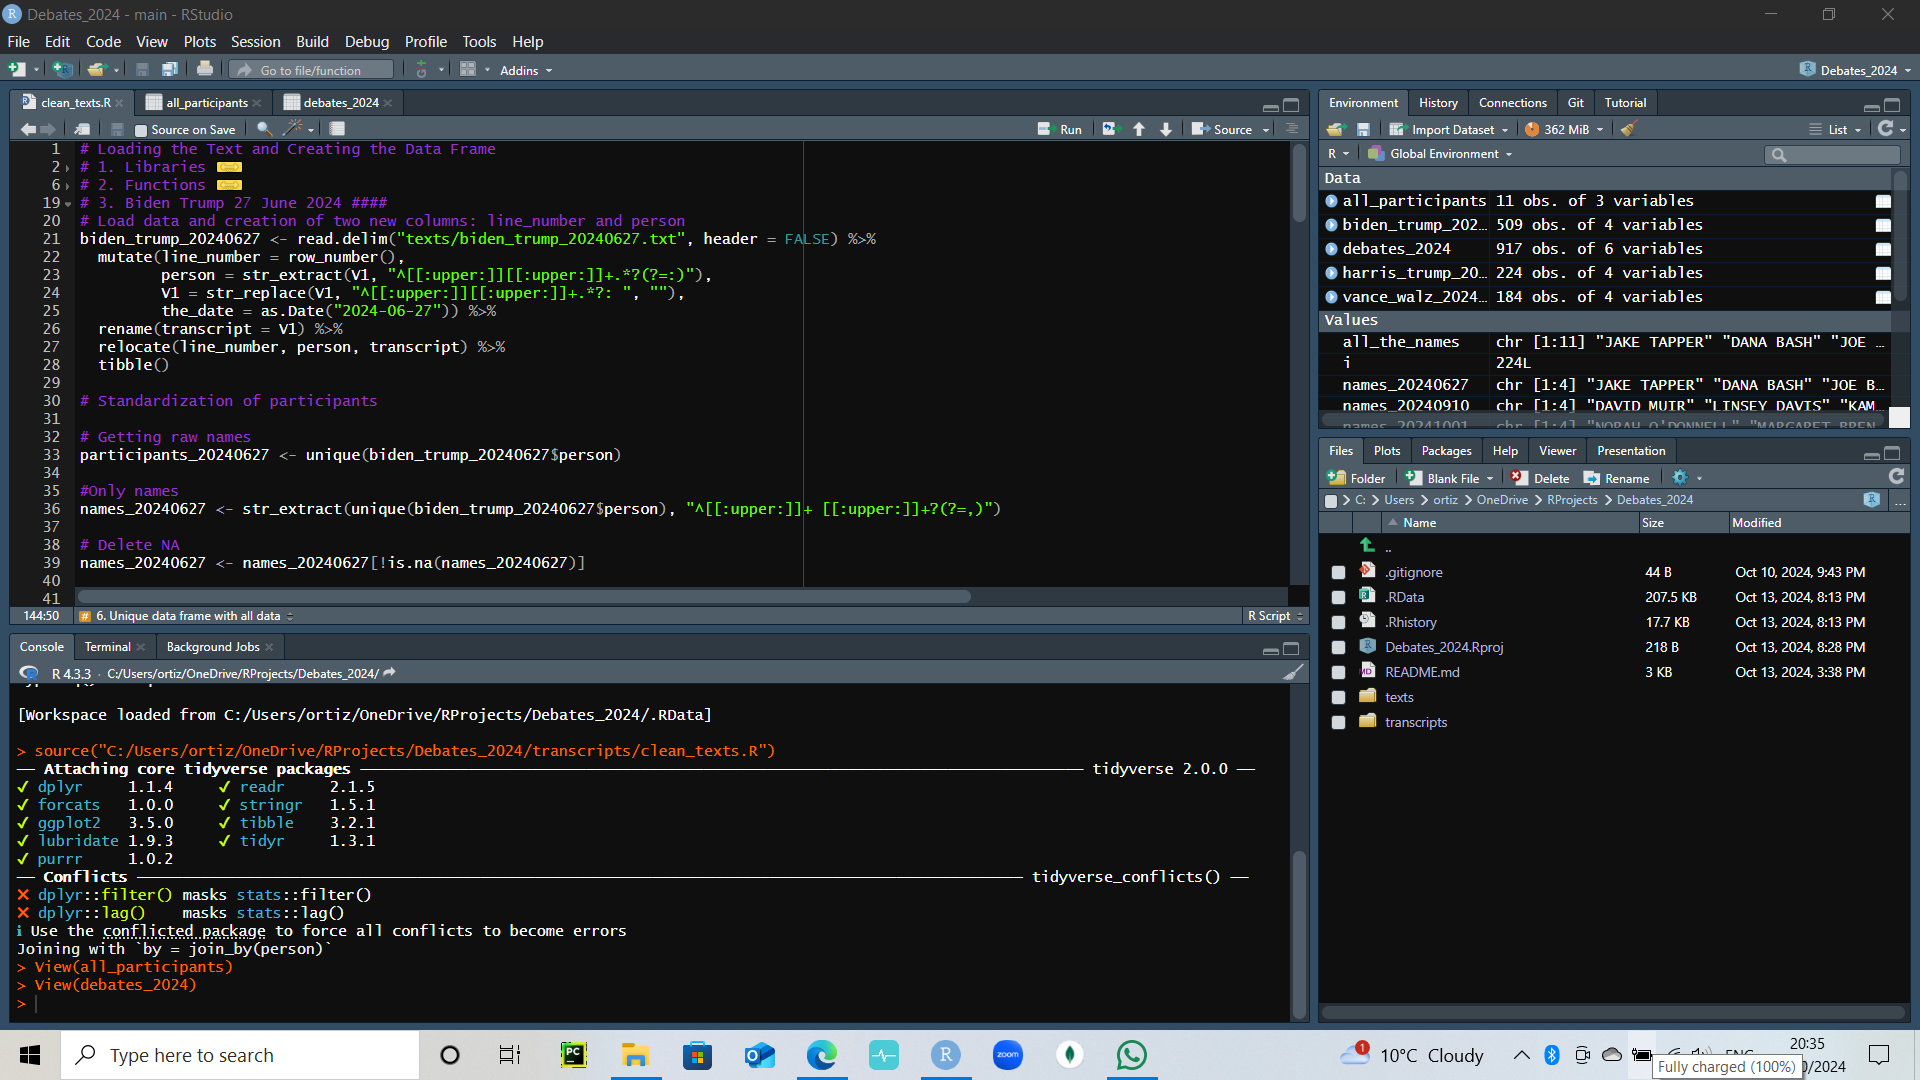 Debates_2024 - main - RStudio
File Edit Code View Plots Session Build Debug Profile Tools Help
Go to file/function Addins Debates_2024
clean_texts.R all_participants debates_2024
Source on Save Run Source
1 # Loading the Text and Creating the Data Frame
2 # 1. Libraries
6 # 2. Functions
19 # 3. Biden Trump 27 June 2024 ####
20 # Load data and creation of two new columns: line_number and person
21 biden_trump_20240627 <- read.delim("texts/biden_trump_20240627.txt", header = FALSE) %>%
22 mutate(line_number = row_number(),
23 person = str_extract(V1, "^[[:upper:]][[:upper:]]+.*?(?=:)"),
24 V1 = str_replace(V1, "^[[:upper:]][[:upper:]]+.*?: ", ""),
25 the_date = as.Date("2024-06-27")) %>%
26 rename(transcript = V1) %>%
27 relocate(line_number, person, transcript) %>%
28 tibble()
29
30 # Standardization of participants
31
32 # Getting raw names
33 participants_20240627 <- unique(biden_trump_20240627$person)
34
35 #Only names
36 names_20240627 <- str_extract(unique(biden_trump_20240627$person), "^[[:upper:]]+ [[:upper:]]+?(?=,)")
37
38 # Delete NA
39 names_20240627 <- names_20240627[!is.na(names_20240627)]
40
41
144:50 # 6. Unique data frame with all data R Script
Console Terminal Background Jobs
R 4.3.3 · C:/Users/ortiz/OneDrive/RProjects/Debates_2024/
[Workspace loaded from C:/Users/ortiz/OneDrive/RProjects/Debates_2024/.RData]
> source("C:/Users/ortiz/OneDrive/RProjects/Debates_2024/transcripts/clean_texts.R")
── Attaching core tidyverse packages ── tidyverse 2.0.0 ──
✔ dplyr 1.1.4 ✔ readr 2.1.5
✔ forcats 1.0.0 ✔ stringr 1.5.1
✔ ggplot2 3.5.0 ✔ tibble 3.2.1
✔ lubridate 1.9.3 ✔ tidyr 1.3.1
✔ purrr 1.0.2
── Conflicts ── tidyverse_conflicts() ──
✖ dplyr::filter() masks stats::filter()
✖ dplyr::lag() masks stats::lag()
ℹ Use the conflicted package to force all conflicts to become errors
Joining with `by = join_by(person)`
> View(all_participants)
> View(debates_2024)
>
Environment History Connections Git Tutorial
Import Dataset 362 MiB List
R Global Environment
Data
all_participants 11 obs. of 3 variables
biden_trump_202… 509 obs. of 4 variables
debates_2024 917 obs. of 6 variables
harris_trump_20… 224 obs. of 4 variables
vance_walz_2024… 184 obs. of 4 variables
Values
all_the_names chr [1:11] "JAKE TAPPER" "DANA BASH" "JOE …
i 224L
names_20240627 chr [1:4] "JAKE TAPPER" "DANA BASH" "JOE B…
names_20240910 chr [1:4] "DAVID MUIR" "LINSEY DAVIS" "KAM…
names_20241001 chr [1:4] "NORAH O'DONNELL" "MARGARET BREN…
Files Plots Packages Help Viewer Presentation
Folder Blank File Delete Rename
C: > Users > ortiz > OneDrive > RProjects > Debates_2024 ...
Name Size Modified
..
.gitignore 44 B Oct 10, 2024, 9:43 PM
.RData 207.5 KB Oct 13, 2024, 8:13 PM
.Rhistory 17.7 KB Oct 13, 2024, 8:13 PM
Debates_2024.Rproj 218 B Oct 13, 2024, 8:28 PM
README.md 3 KB Oct 13, 2024, 3:38 PM
texts
transcripts
Type here to search
PC
zoom
1 10°C Cloudy
20:35
Fully charged (100%) 0/2024